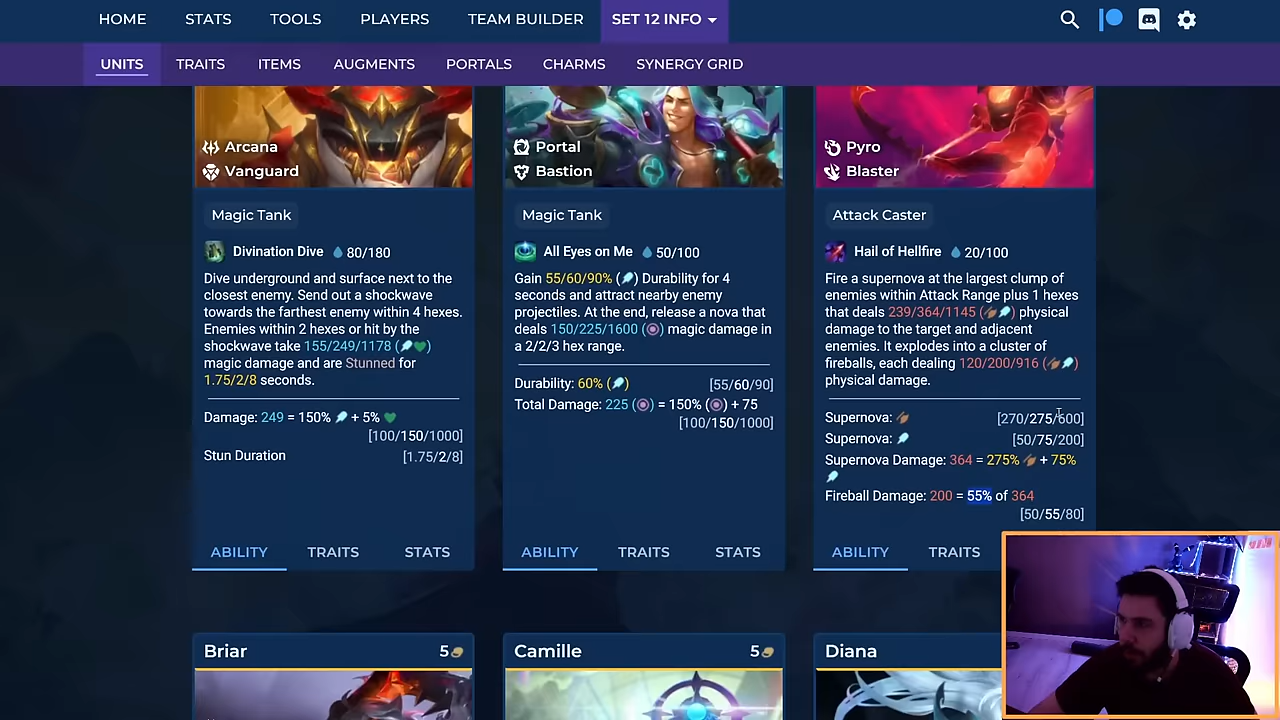 HOME STATS TOOLS PLAYERS TEAM BUILDER SET 12 INFO
UNITS TRAITS ITEMS AUGMENTS PORTALS CHARMS SYNERGY GRID
Arcana
Vanguard
Magic Tank
Divination Dive 80/180
Dive underground and surface next to the
closest enemy. Send out a shockwave
towards the farthest enemy within 4 hexes.
Enemies within 2 hexes or hit by the
shockwave take 155/249/1178 ( )
magic damage and are Stunned for
1.75/2/8 seconds.
Damage: 249 = 150% + 5%
[100/150/1000]
Stun Duration [1.75/2/8]
ABILITY TRAITS STATS
Portal
Bastion
Magic Tank
All Eyes on Me 50/100
Gain 55/60/90% ( ) Durability for 4
seconds and attract nearby enemy
projectiles. At the end, release a nova that
deals 150/225/1600 ( ) magic damage in
a 2/2/3 hex range.
Durability: 60% ( ) [55/60/90]
Total Damage: 225 ( ) = 150% ( ) + 75
[100/150/1000]
ABILITY TRAITS STATS
Pyro
Blaster
Attack Caster
Hail of Hellfire 20/100
Fire a supernova at the largest clump of
enemies within Attack Range plus 1 hexes
that deals 239/364/1145 ( ) physical
damage to the target and adjacent
enemies. It explodes into a cluster of
fireballs, each dealing 120/200/916 ( )
physical damage.
Supernova: [270/275/600]
Supernova: [50/75/200]
Supernova Damage: 364 = 275% + 75%
Fireball Damage: 200 = 55% of 364
[50/55/80]
ABILITY TRAITS
Briar 5
Camille 5
Diana